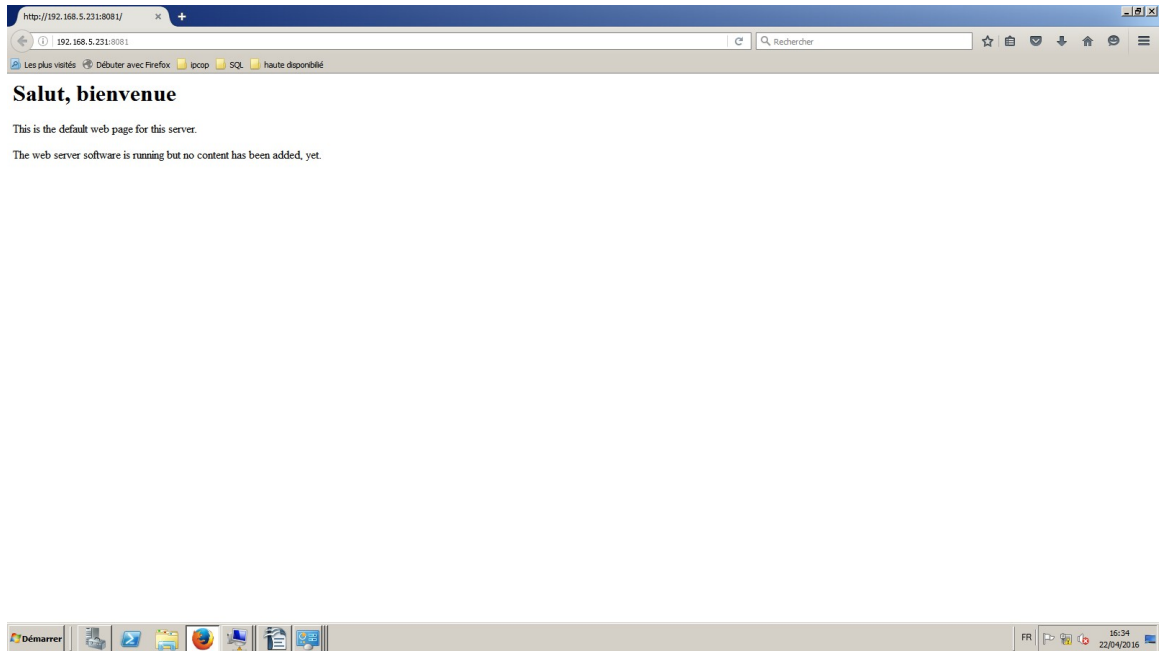 http://192.168.5.231:8081/
192.168.5.231:8081
Rechercher
Les plus visités Débuter avec Firefox ipcop SQL haute disponibilié
Salut, bienvenue
This is the default web page for this server.
The web server software is running but no content has been added, yet.
Démarrer
FR
16:34
22/04/2016